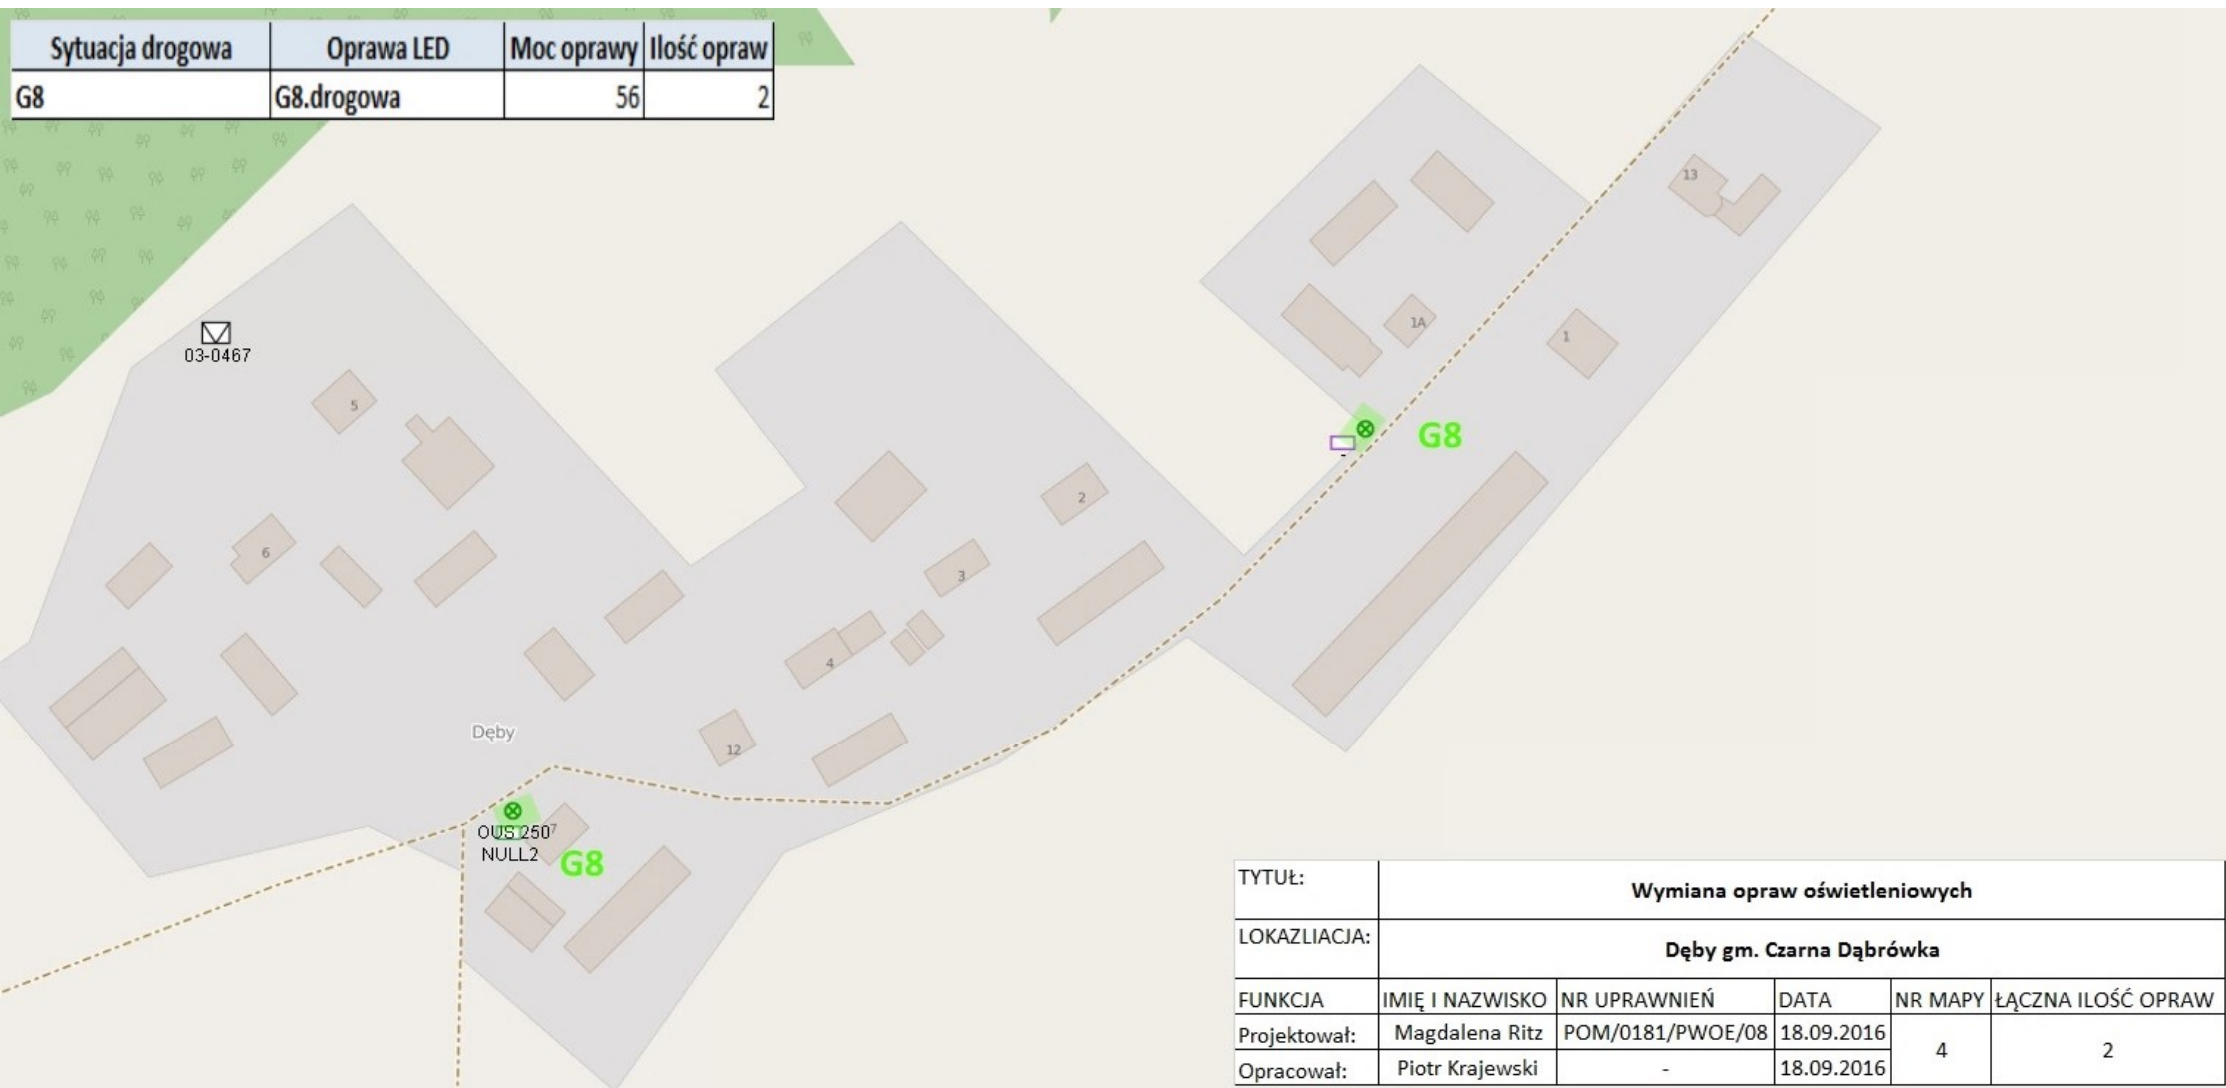 Sytuacja drogowa Oprawa LED Moc oprawy Ilość opraw
G8 G8.drogowa 56 2
13
03-0467
1A
1
5
G8
2
6
3
4
Dęby
12
OUS 250
7
NULL2
G8
TYTUŁ: Wymiana opraw oświetleniowych
LOKAZLIACJA: Dęby gm. Czarna Dąbrówka
FUNKCJA IMIĘ I NAZWISKO NR UPRAWNIEŃ DATA NR MAPY ŁĄCZNA ILOŚĆ OPRAW
Projektował: Magdalena Ritz POM/0181/PWOE/08 18.09.2016 4 2
Opracował: Piotr Krajewski - 18.09.2016